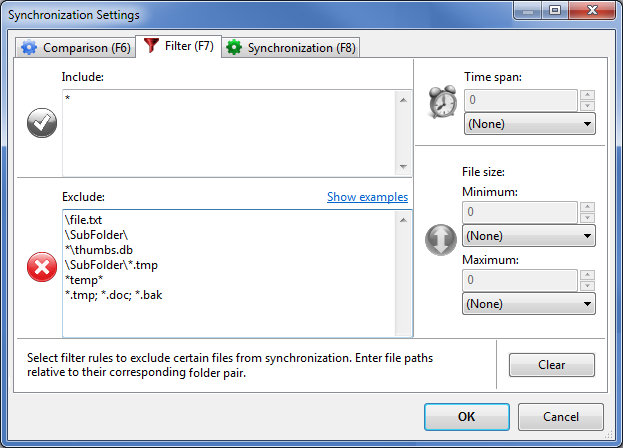 Synchronization Settings
Comparison (F6)
Filter (F7)
Synchronization (F8)
Include:
*
Exclude:
Show examples
\file.txt
\SubFolder\
*\thumbs.db
\SubFolder\*.tmp
*temp*
*.tmp; *.doc; *.bak
Time span:
0
(None)
File size:
Minimum:
0
(None)
Maximum:
0
(None)
Select filter rules to exclude certain files from synchronization. Enter file paths
relative to their corresponding folder pair.
Clear
OK
Cancel